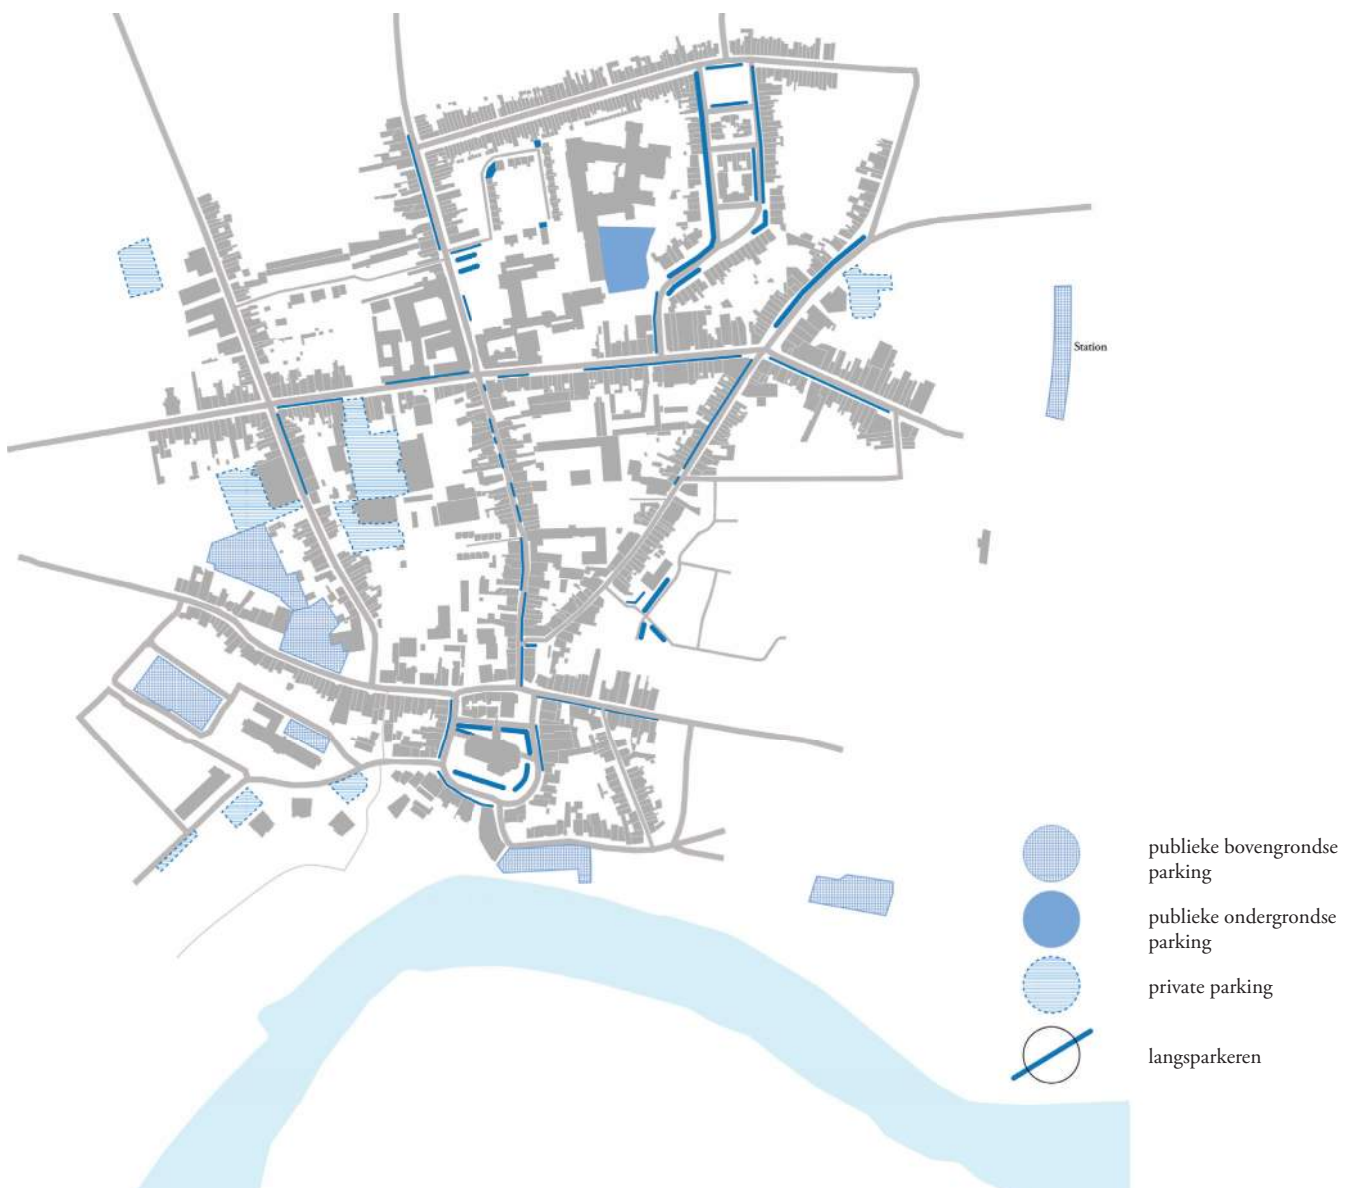 Station
publieke bovengrondse
parking
publieke ondergrondse
parking
private parking
langsparkeren